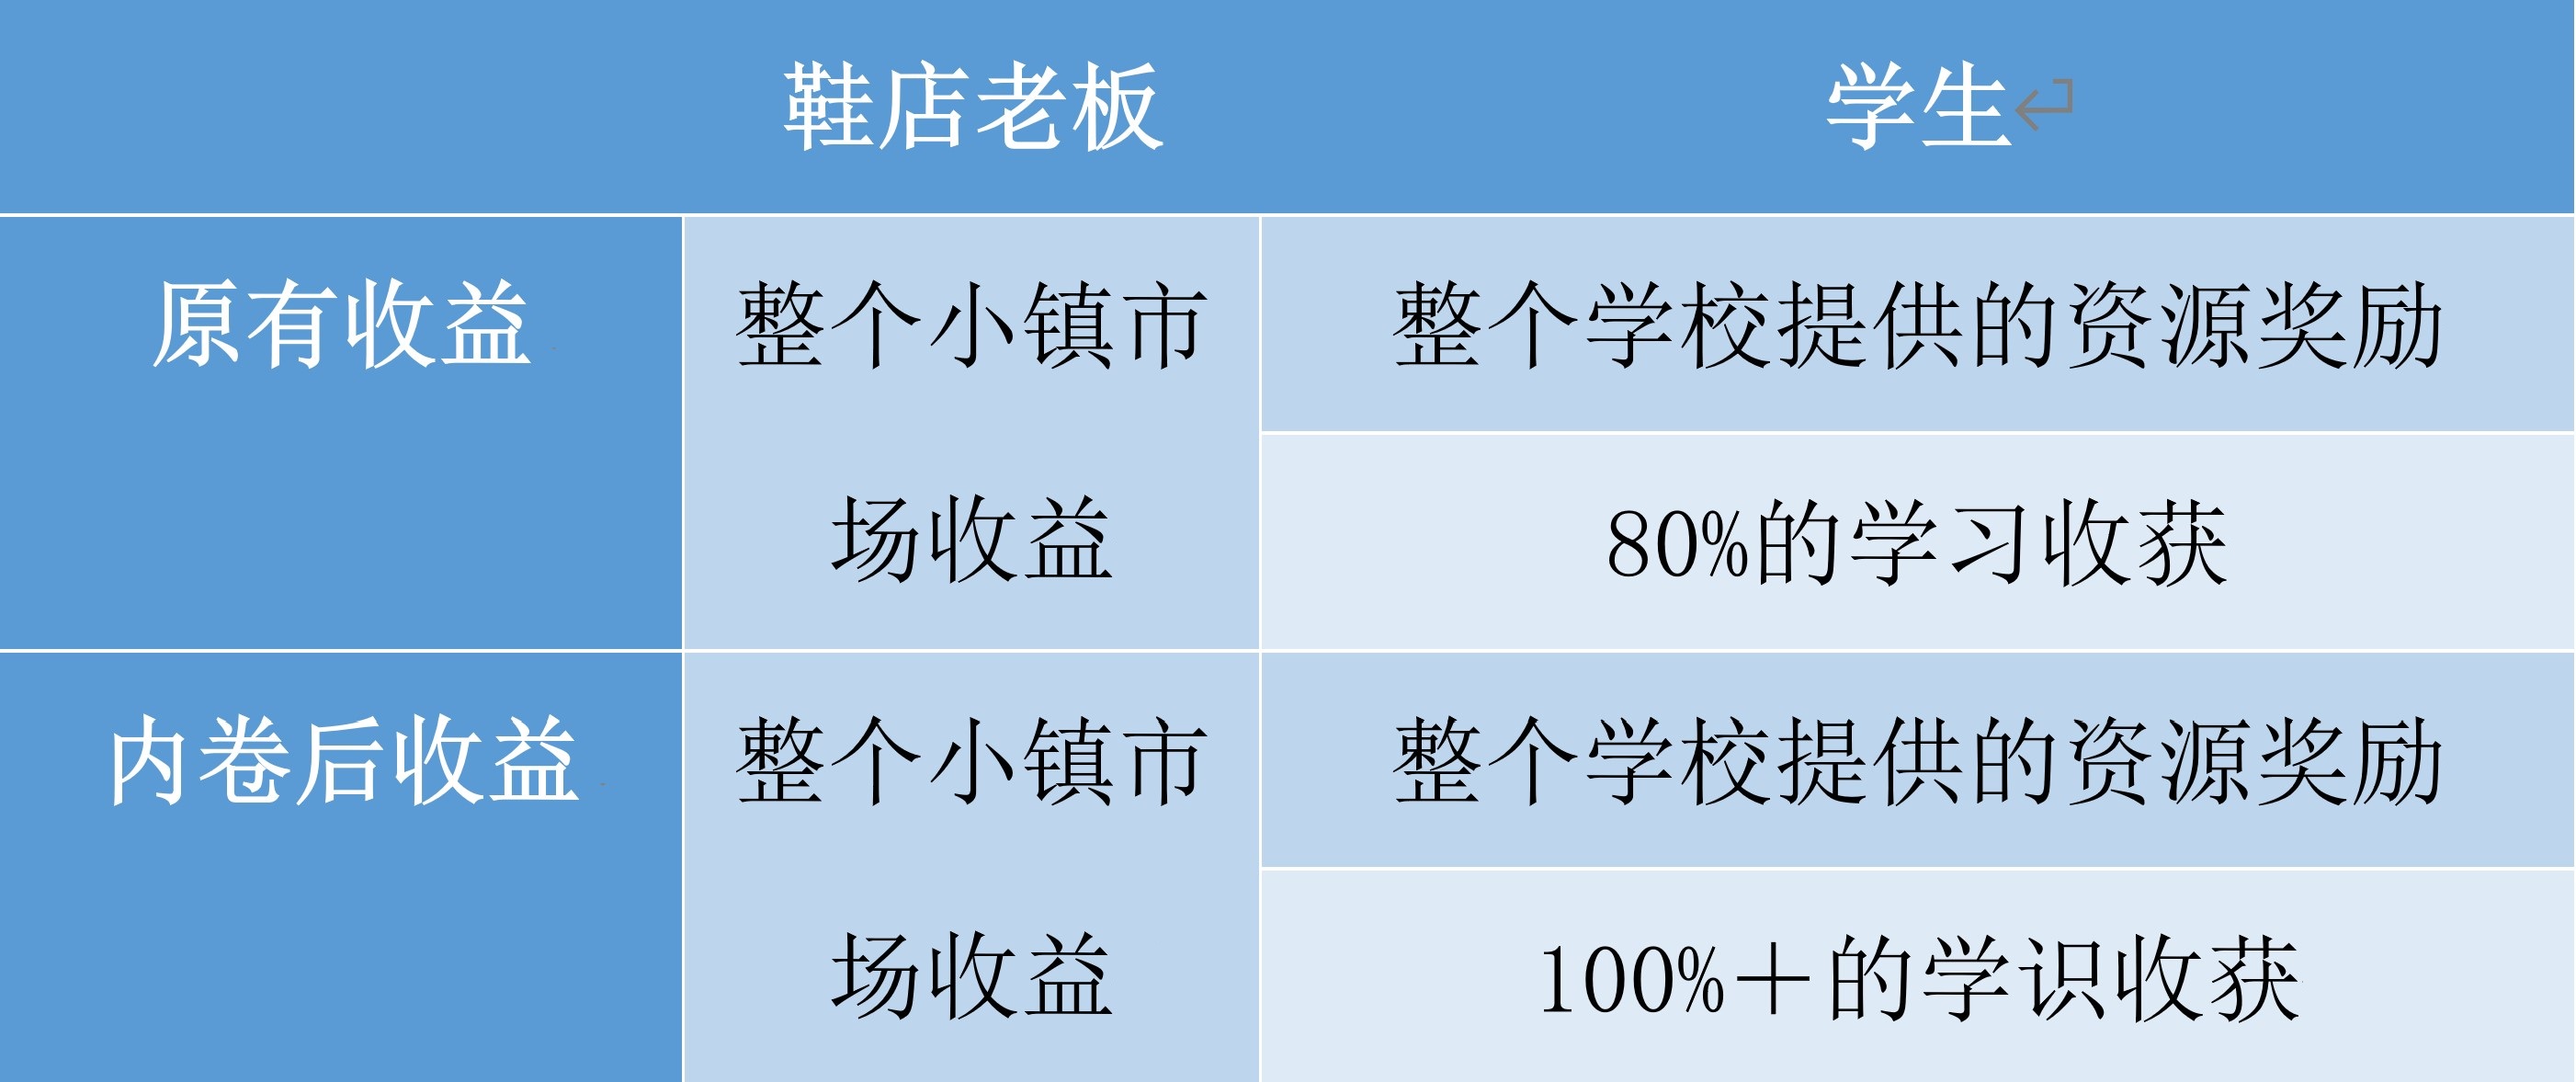 鞋店老板
学生
原有收益
整个小镇市
场收益
整个学校提供的资源奖励
80%的学习收获
内卷后收益
整个小镇市
场收益
整个学校提供的资源奖励
100%＋的学识收获